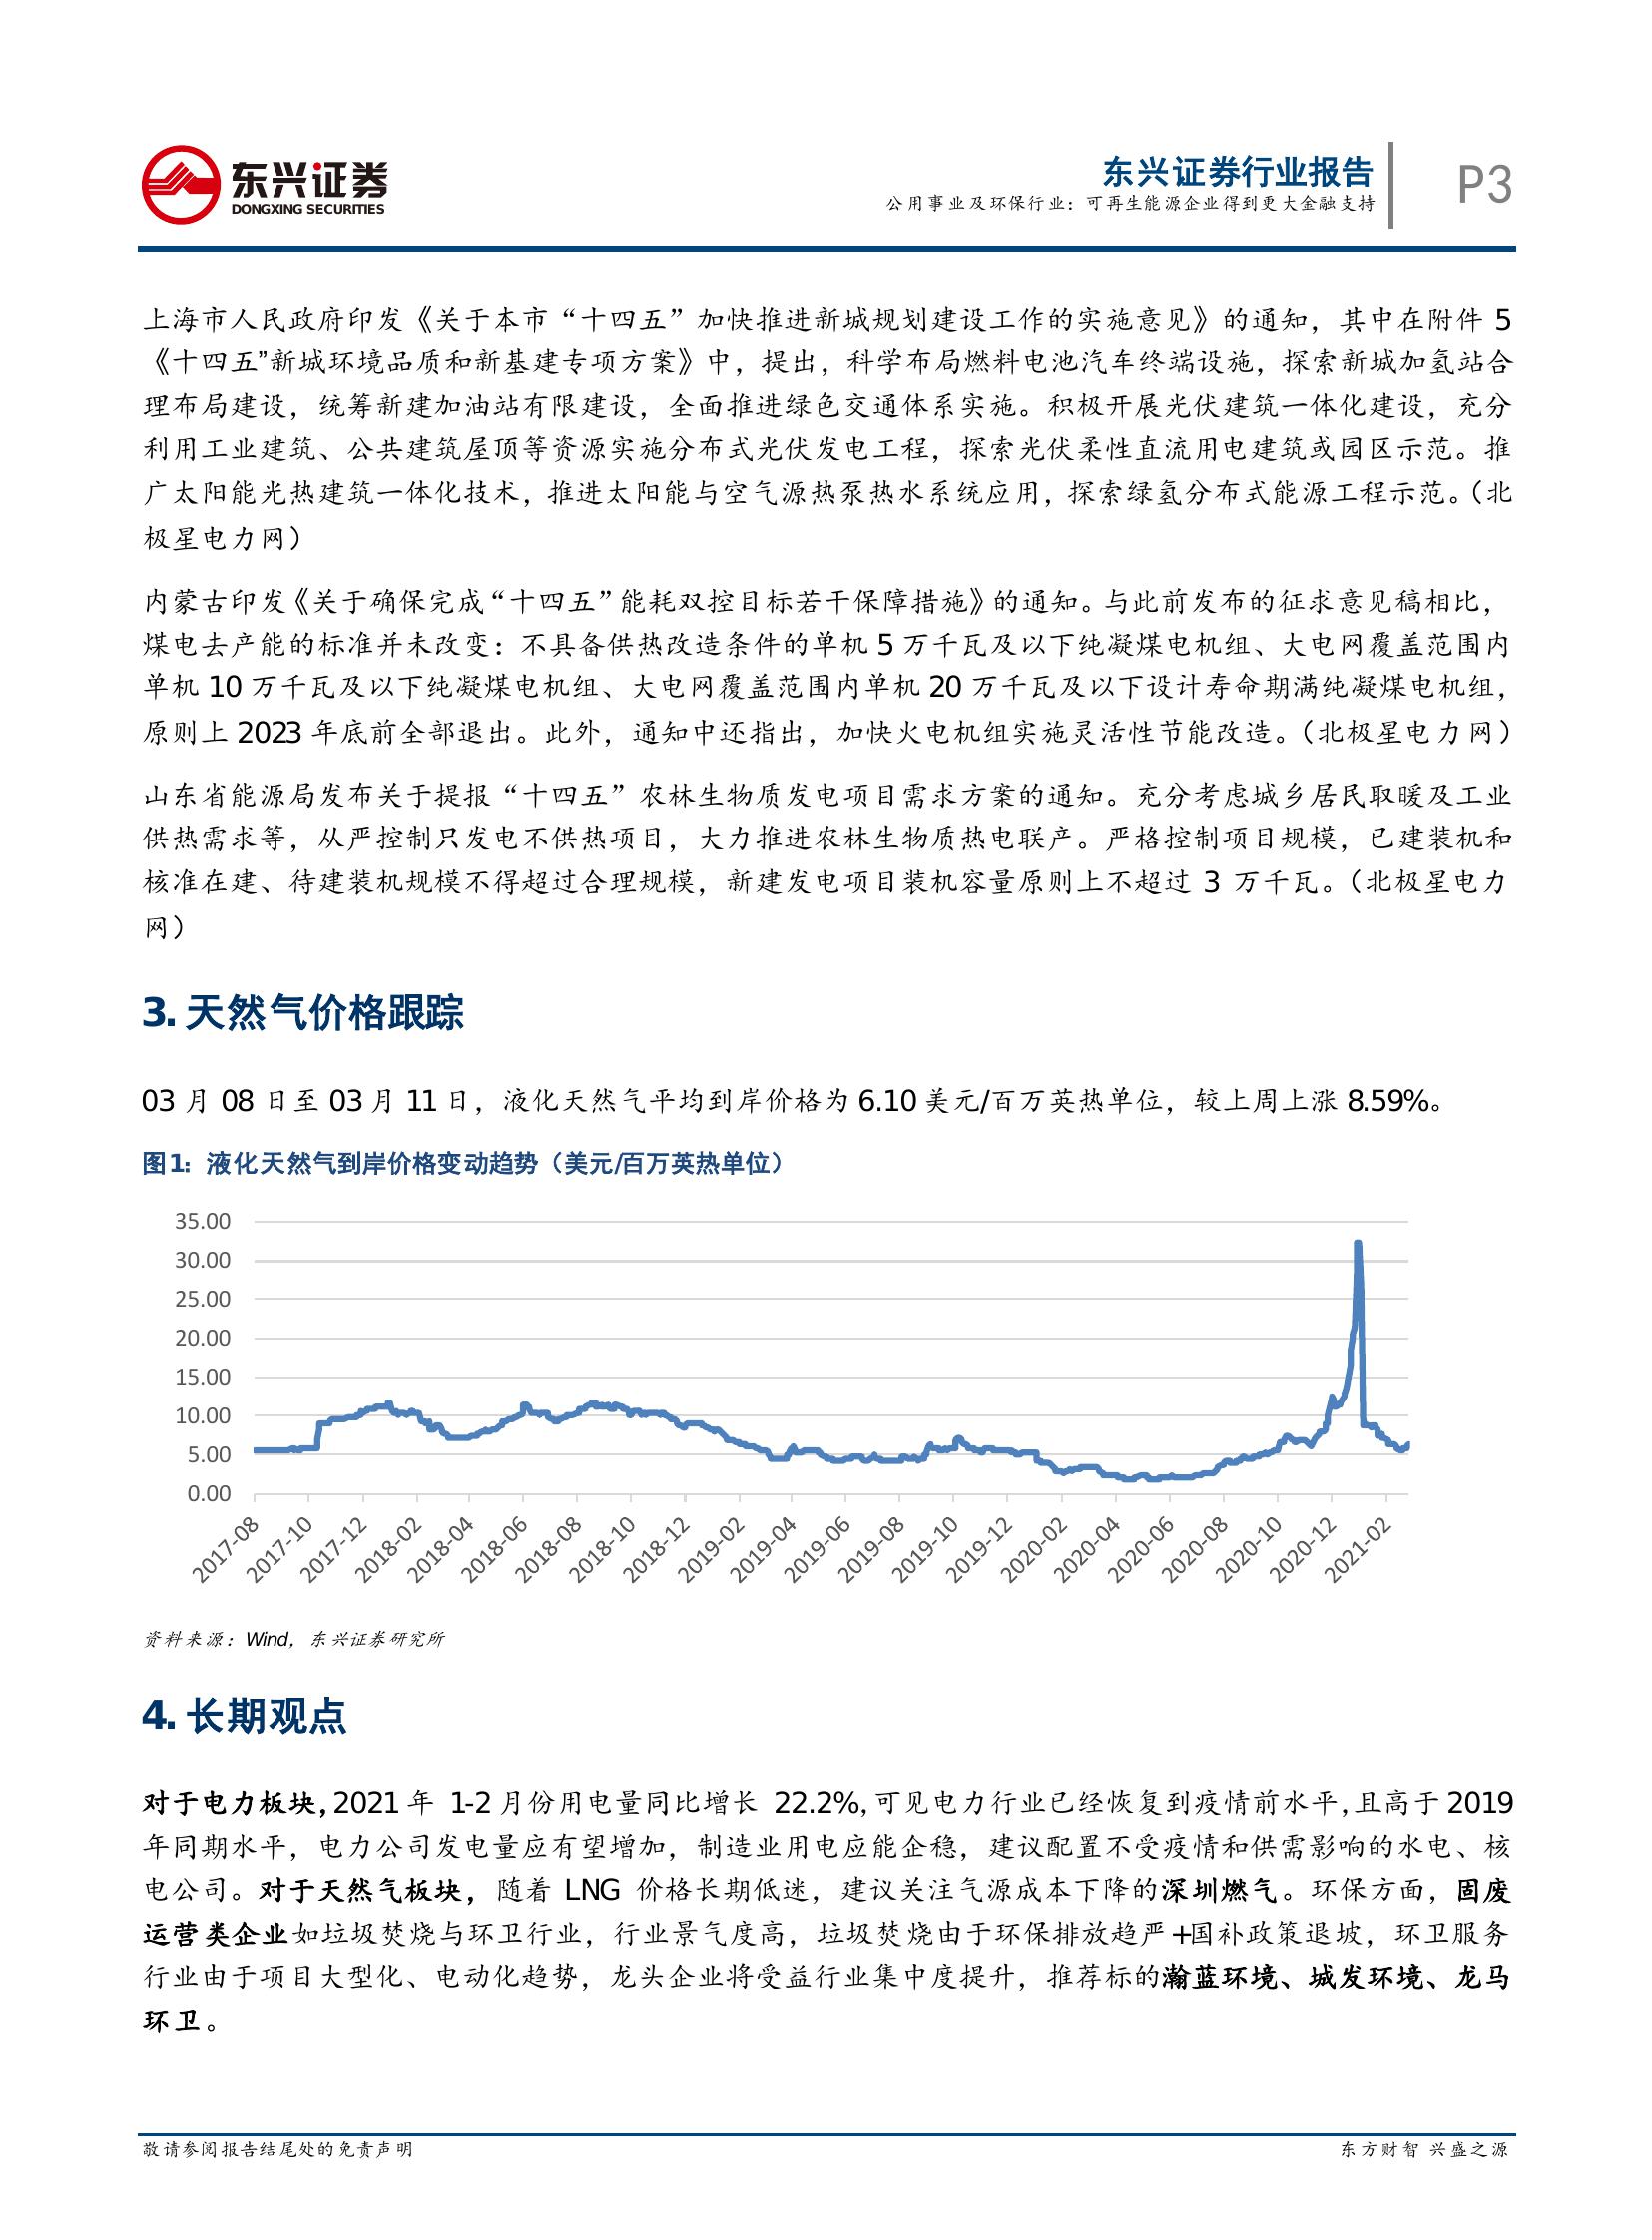 东兴证券
DONGXING SECURITIES
东兴证券行业报告
公用事业及环保行业：可再生能源企业得到更大金融支持
P3
上海市人民政府印发《关于本市“十四五”加快推进新城规划建设工作的实施意见》的通知，其中在附件 5
《十四五”新城环境品质和新基建专项方案》中，提出，科学布局燃料电池汽车终端设施，探索新城加氢站合
理布局建设，统筹新建加油站有限建设，全面推进绿色交通体系实施。积极开展光伏建筑一体化建设，充分
利用工业建筑、公共建筑屋顶等资源实施分布式光伏发电工程，探索光伏柔性直流用电建筑或园区示范。推
广太阳能光热建筑一体化技术，推进太阳能与空气源热泵热水系统应用，探索绿氢分布式能源工程示范。（北
极星电力网）
内蒙古印发《关于确保完成“十四五”能耗双控目标若干保障措施》的通知。与此前发布的征求意见稿相比，
煤电去产能的标准并未改变：不具备供热改造条件的单机 5 万千瓦及以下纯凝煤电机组、大电网覆盖范围内
单机 10 万千瓦及以下纯凝煤电机组、大电网覆盖范围内单机 20 万千瓦及以下设计寿命期满纯凝煤电机组，
原则上 2023 年底前全部退出。此外，通知中还指出，加快火电机组实施灵活性节能改造。（北极星电力网）
山东省能源局发布关于提报“十四五”农林生物质发电项目需求方案的通知。充分考虑城乡居民取暖及工业
供热需求等，从严控制只发电不供热项目，大力推进农林生物质热电联产。严格控制项目规模，已建装机和
核准在建、待建装机规模不得超过合理规模，新建发电项目装机容量原则上不超过 3 万千瓦。（北极星电力
网）
3. 天然气价格跟踪
03 月 08 日至 03 月 11 日，液化天然气平均到岸价格为 6.10 美元/百万英热单位，较上周上涨 8.59%。
图1：液化天然气到岸价格变动趋势（美元/百万英热单位）
35.00
30.00
25.00
20.00
15.00
10.00
5.00
0.00
2017-08
2017-10
2017-12
2018-02
2018-04
2018-06
2018-08
2018-10
2018-12
2019-02
2019-04
2019-06
2019-08
2019-10
2019-12
2020-02
2020-04
2020-06
2020-08
2020-10
2020-12
2021-02
资料来源：Wind，东兴证券研究所
4. 长期观点
对于电力板块，2021 年 1-2 月份用电量同比增长 22.2%，可见电力行业已经恢复到疫情前水平，且高于 2019
年同期水平，电力公司发电量应有望增加，制造业用电应能企稳，建议配置不受疫情和供需影响的水电、核
电公司。对于天然气板块，随着 LNG 价格长期低迷，建议关注气源成本下降的深圳燃气。环保方面，固废
运营类企业如垃圾焚烧与环卫行业，行业景气度高，垃圾焚烧由于环保排放趋严+国补政策退坡，环卫服务
行业由于项目大型化、电动化趋势，龙头企业将受益行业集中度提升，推荐标的瀚蓝环境、城发环境、龙马
环卫。
敬请参阅报告结尾处的免责声明
东方财智 兴盛之源